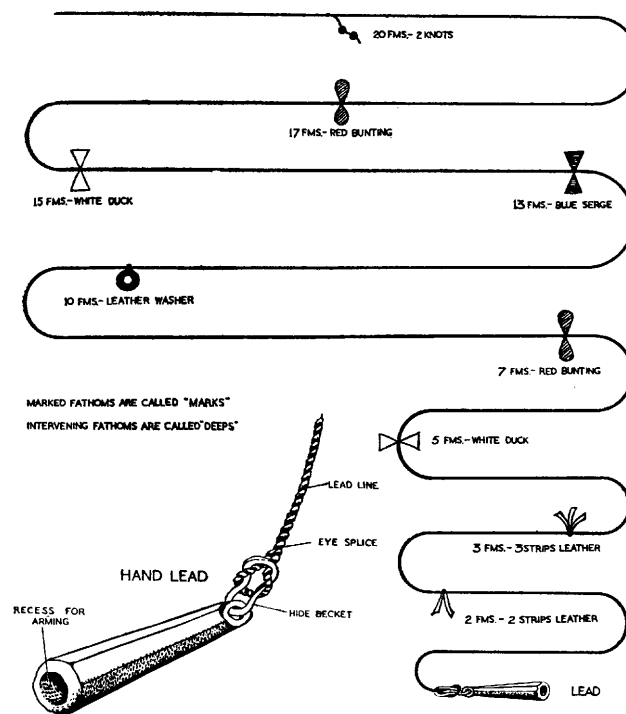 20 FMS.- 2 KNOTS
17 FMS.- RED BUNTING
15 FMS.- WHITE DUCK
13 FMS.- BLUE SERGE
10 FMS.- LEATHER WASHER
7 FMS.- RED BUNTING
MARKED FATHOMS ARE CALLED "MARKS"
INTERVENING FATHOMS ARE CALLED "DEEPS"
5 FMS.- WHITE DUCK
LEAD LINE
EYE SPLICE
3 FMS.- 3 STRIPS LEATHER
HAND LEAD
HIDE BECKET
2 FMS.- 2 STRIPS LEATHER
RECESS FOR
ARMING
LEAD